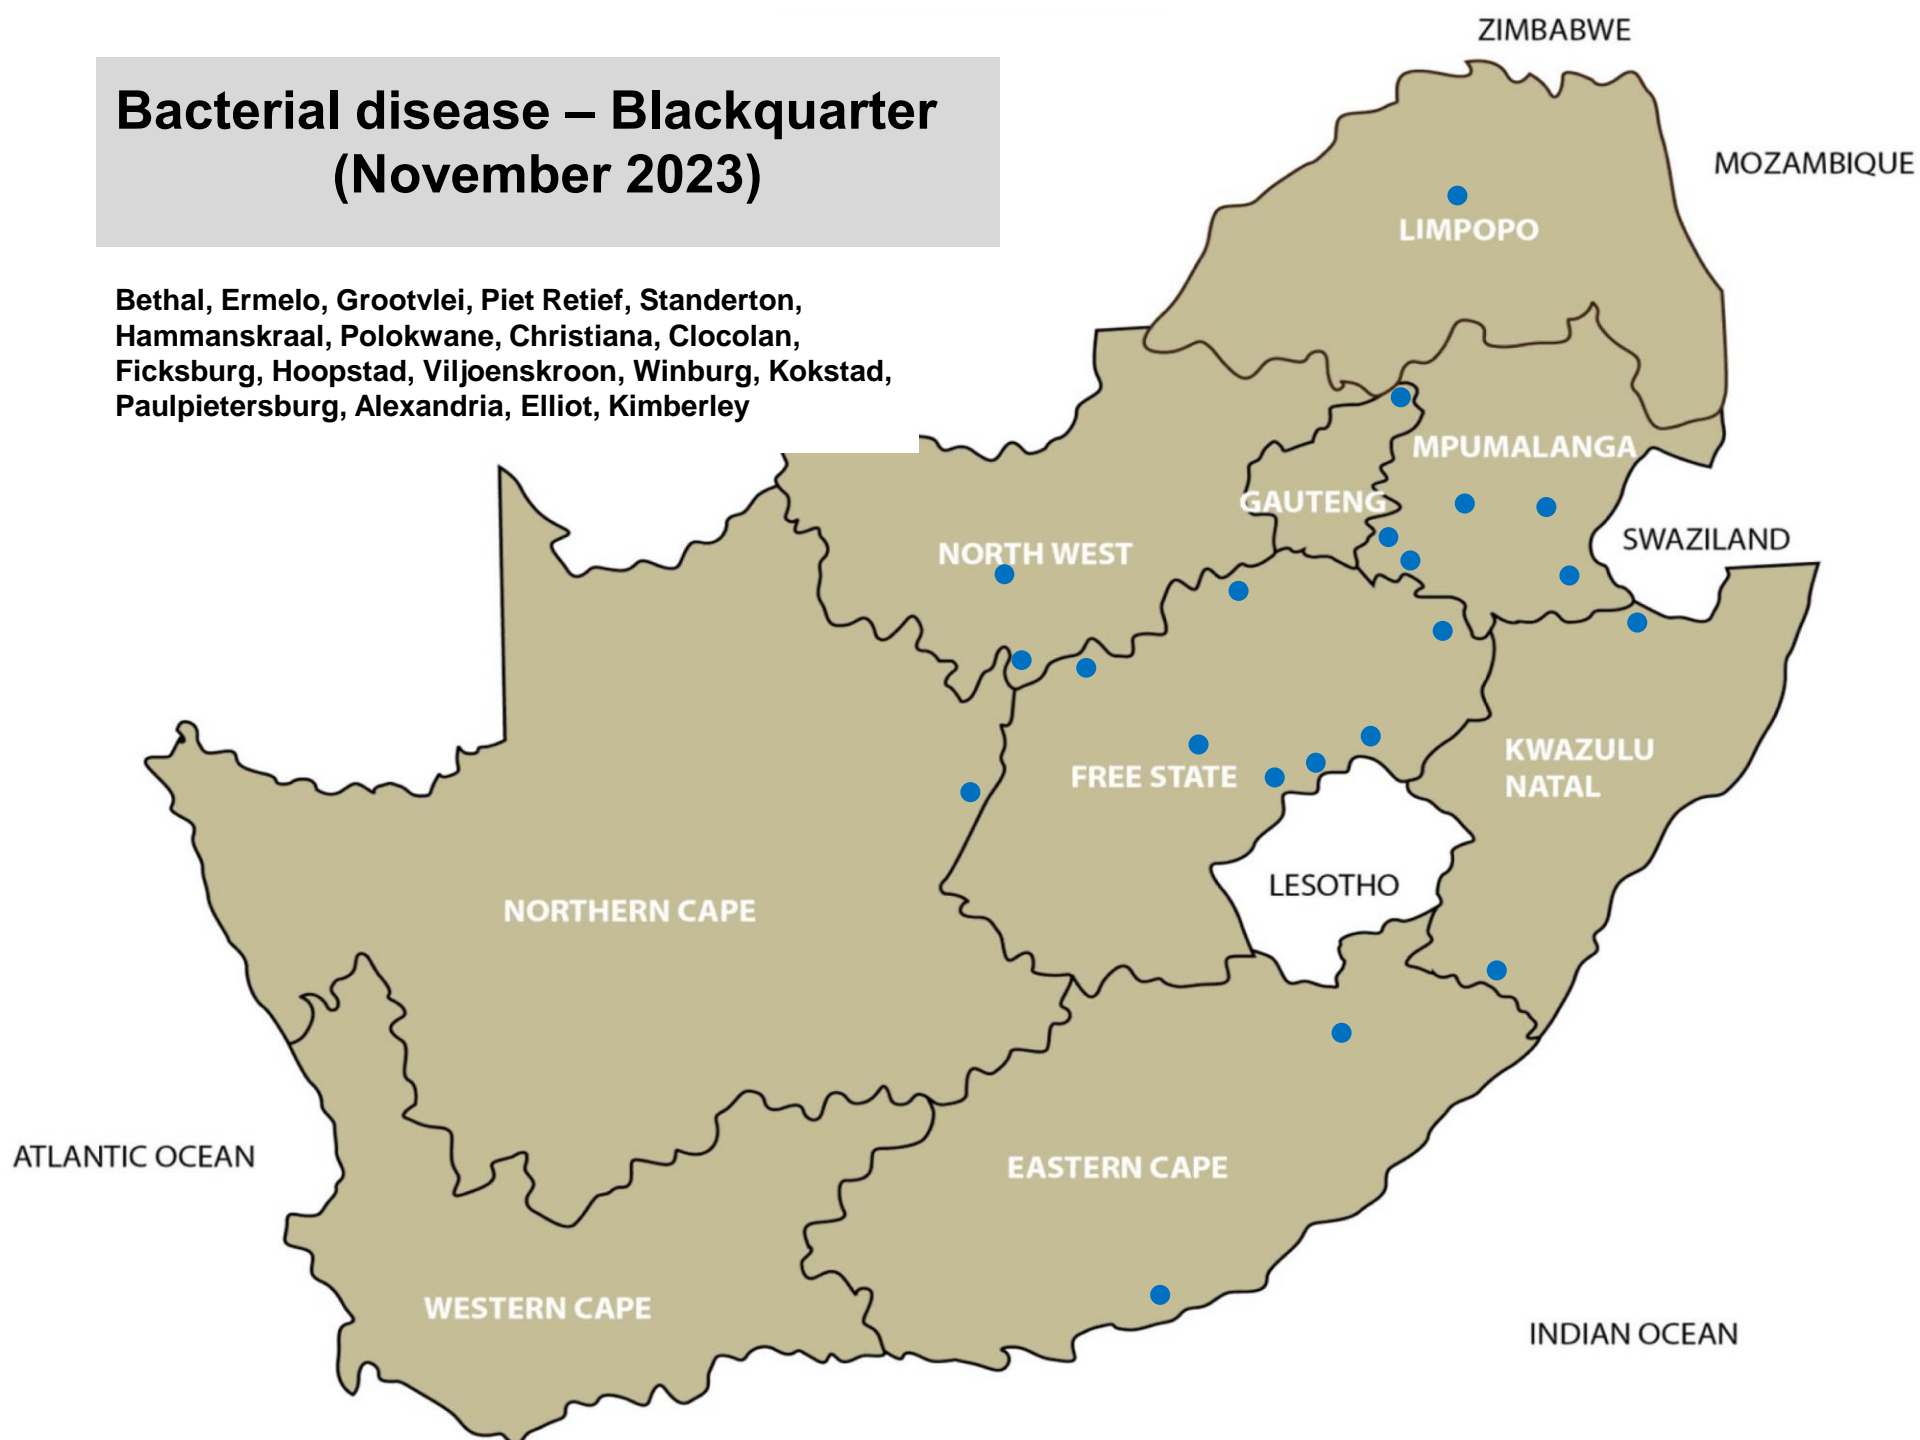 Bacterial disease – Blackquarter
(November 2023)
Bethal, Ermelo, Grootvlei, Piet Retief, Standerton,
Hammanskraal, Polokwane, Christiana, Clocolan,
Ficksburg, Hoopstad, Viljoenskroon, Winburg, Kokstad,
Paulpietersburg, Alexandria, Elliot, Kimberley
ZIMBABWE
MOZAMBIQUE
LIMPOPO
MPUMALANGA
GAUTENG
SWAZILAND
NORTH WEST
KWAZULU
NATAL
FREE STATE
LESOTHO
NORTHERN CAPE
ATLANTIC OCEAN
EASTERN CAPE
WESTERN CAPE
INDIAN OCEAN